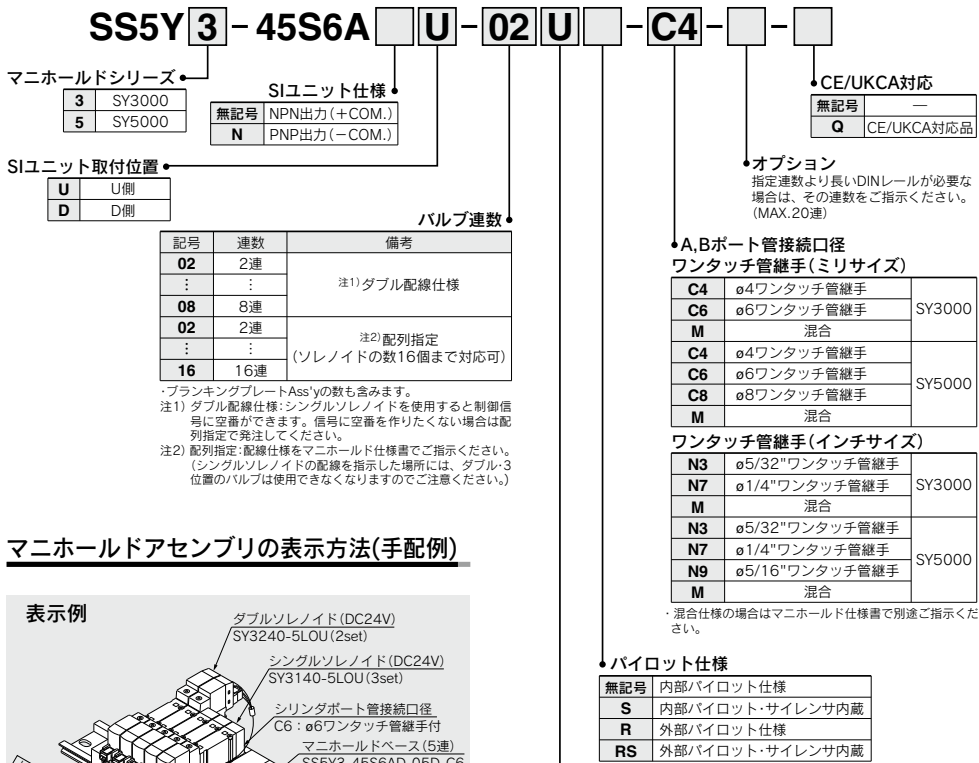 SS5Y 3 - 45S6A U - 02 U - C4 - -
マニホールドシリーズ
3 SY3000
5 SY5000
SIユニット仕様
無記号 NPN出力(+COM.)
N PNP出力(−COM.)
CE/UKCA対応
無記号 —
Q CE/UKCA対応品
SIユニット取付位置
U U側
D D側
オプション
指定連数より長いDINレールが必要な
場合は、その連数をご指示ください。
(MAX.20連)
バルブ連数
記号 連数 備考
02 2連
⋮ ⋮ 注1)ダブル配線仕様
08 8連
02 2連
⋮ ⋮ 注2)配列指定
(ソレノイドの数16個まで対応可)
16 16連
・ブランキングプレートAss'yの数も含みます。
注1) ダブル配線仕様:シングルソレノイドを使用すると制御信
号に空番ができます。信号に空番を作りたくない場合は配
列指定で発注してください。
注2) 配列指定:配線仕様をマニホールド仕様書でご指示ください。
(シングルソレノイドの配線を指示した場所には、ダブル・3
位置のバルブは使用できなくなりますのでご注意ください。)
A,Bポート管接続口径
ワンタッチ管継手(ミリサイズ)
C4 ø4ワンタッチ管継手 SY3000
C6 ø6ワンタッチ管継手
M 混合
C4 ø4ワンタッチ管継手 SY5000
C6 ø6ワンタッチ管継手
C8 ø8ワンタッチ管継手
M 混合
ワンタッチ管継手(インチサイズ)
N3 ø5/32"ワンタッチ管継手 SY3000
N7 ø1/4"ワンタッチ管継手
M 混合
N3 ø5/32"ワンタッチ管継手 SY5000
N7 ø1/4"ワンタッチ管継手
N9 ø5/16"ワンタッチ管継手
M 混合
・混合仕様の場合はマニホールド仕様書で別途ご指示くだ
さい。
パイロット仕様
無記号 内部パイロット仕様
S 内部パイロット・サイレンサ内蔵
R 外部パイロット仕様
RS 外部パイロット・サイレンサ内蔵
マニホールドアセンブリの表示方法(手配例)
表示例
ダブルソレノイド(DC24V)
SY3240-5LOU(2set)
シングルソレノイド(DC24V)
SY3140-5LOU(3set)
シリンダポート管接続口径
C6:ø6ワンタッチ管継手付
マニホールドベース(5連)
SS5Y3-45S6AD-05D-C6